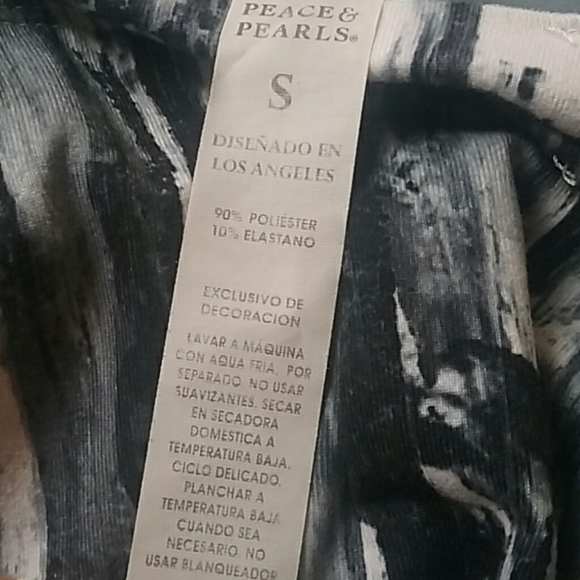 PEACE &
PEARLS®
S
DISEÑADO EN
LOS ANGELES
90% POLIÉSTER
10% ELASTANO
EXCLUSIVO DE
DECORACION
LAVAR A MÁQUINA
CON AQUA FRIA, POR
SEPARADO. NO USAR
SUAVIZANTES. SECAR
EN SECADORA
DOMESTICA A
TEMPERATURA BAJA.
CICLO DELICADO.
PLANCHAR A
TEMPERATURA BAJA
CUANDO SEA
NECESARIO. NO
USAR BLANQUEADOR